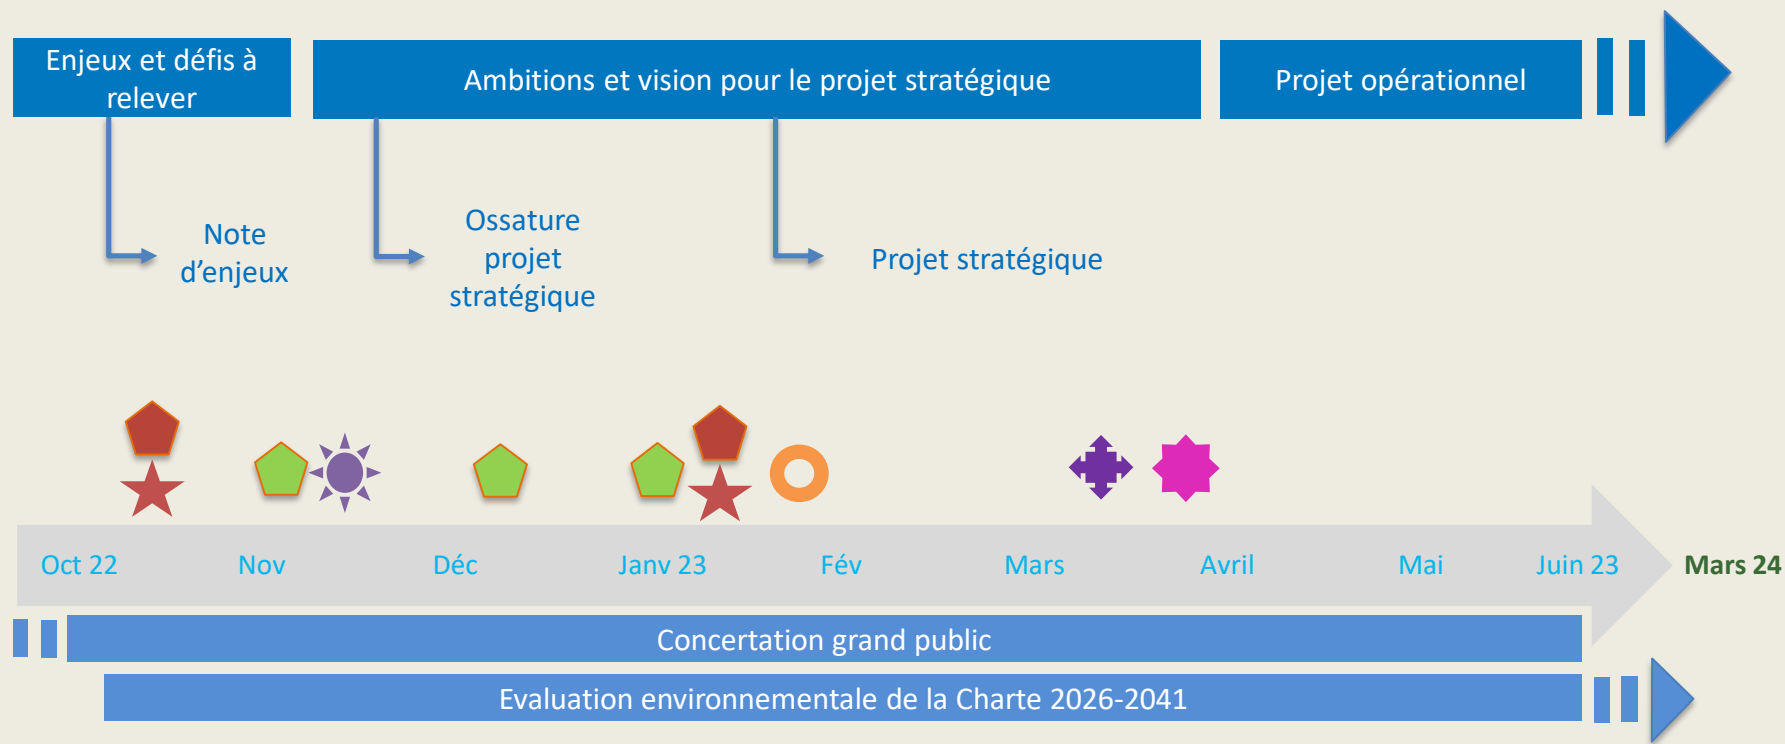 Enjeux et défis à
relever
Ambitions et vision pour le projet stratégique
Projet opérationnel
Note
d’enjeux
Ossature
projet
stratégique
Projet stratégique
Oct 22
Nov
Déc
Janv 23
Fév
Mars
Avril
Mai
Juin 23
Mars 24
Concertation grand public
Evaluation environnementale de la Charte 2026-2041